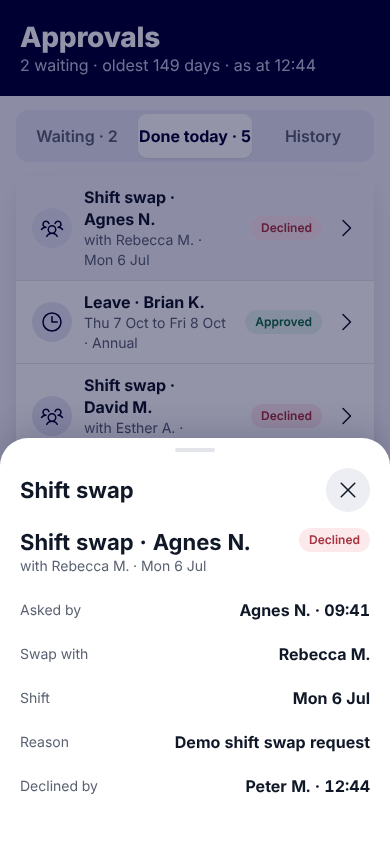 Approvals
2 waiting · oldest 149 days · as at 12:44
Waiting · 2
Done today · 5
History
Shift swap ·
Agnes N.
with Rebecca M. ·
Mon 6 Jul
Declined
Leave · Brian K.
Thu 7 Oct to Fri 8 Oct
· Annual
Approved
Shift swap ·
David M.
with Esther A. ·
Declined
Shift swap
Shift swap · Agnes N.
Declined
with Rebecca M. · Mon 6 Jul
Asked by
Agnes N. · 09:41
Swap with
Rebecca M.
Shift
Mon 6 Jul
Reason
Demo shift swap request
Declined by
Peter M. · 12:44